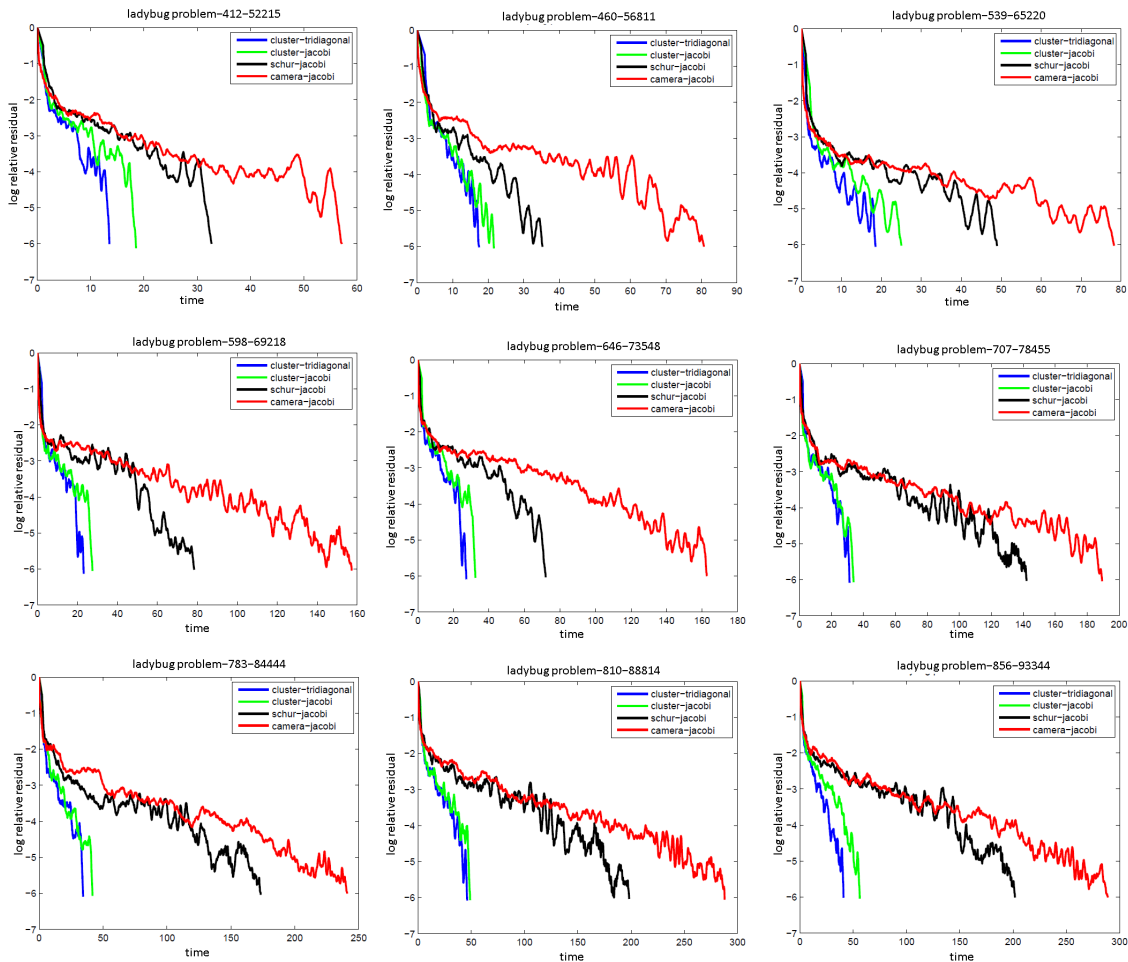 ladybug problem−412−52215
cluster−tridiagonal
cluster−jacobi
schur−jacobi
camera−jacobi
log relative residual
0
−1
−2
−3
−4
−5
−6
−7
0 10 20 30 40 50 60
time
ladybug problem−460−56811
cluster−tridiagonal
cluster−jacobi
schur−jacobi
camera−jacobi
log relative residual
0
−1
−2
−3
−4
−5
−6
−7
0 10 20 30 40 50 60 70 80 90
time
ladybug problem−539−65220
cluster−tridiagonal
cluster−jacobi
schur−jacobi
camera−jacobi
log relative residual
0
−1
−2
−3
−4
−5
−6
−7
0 10 20 30 40 50 60 70 80
time
ladybug problem−598−69218
cluster−tridiagonal
cluster−jacobi
schur−jacobi
camera−jacobi
log relative residual
0
−1
−2
−3
−4
−5
−6
−7
0 20 40 60 80 100 120 140 160
time
ladybug problem−646−73548
cluster−tridiagonal
cluster−jacobi
schur−jacobi
camera−jacobi
log relative residual
0
−1
−2
−3
−4
−5
−6
−7
0 20 40 60 80 100 120 140 160 180
time
ladybug problem−707−78455
cluster−tridiagonal
cluster−jacobi
schur−jacobi
camera−jacobi
log relative residual
0
−1
−2
−3
−4
−5
−6
−7
0 20 40 60 80 100 120 140 160 180 200
time
ladybug problem−783−84444
cluster−tridiagonal
cluster−jacobi
schur−jacobi
camera−jacobi
log relative residual
0
−1
−2
−3
−4
−5
−6
−7
0 50 100 150 200 250
time
ladybug problem−810−88814
cluster−tridiagonal
cluster−jacobi
schur−jacobi
camera−jacobi
log relative residual
0
−1
−2
−3
−4
−5
−6
−7
0 50 100 150 200 250 300
time
ladybug problem−856−93344
cluster−tridiagonal
cluster−jacobi
schur−jacobi
camera−jacobi
log relative residual
0
−1
−2
−3
−4
−5
−6
−7
0 50 100 150 200 250 300
time